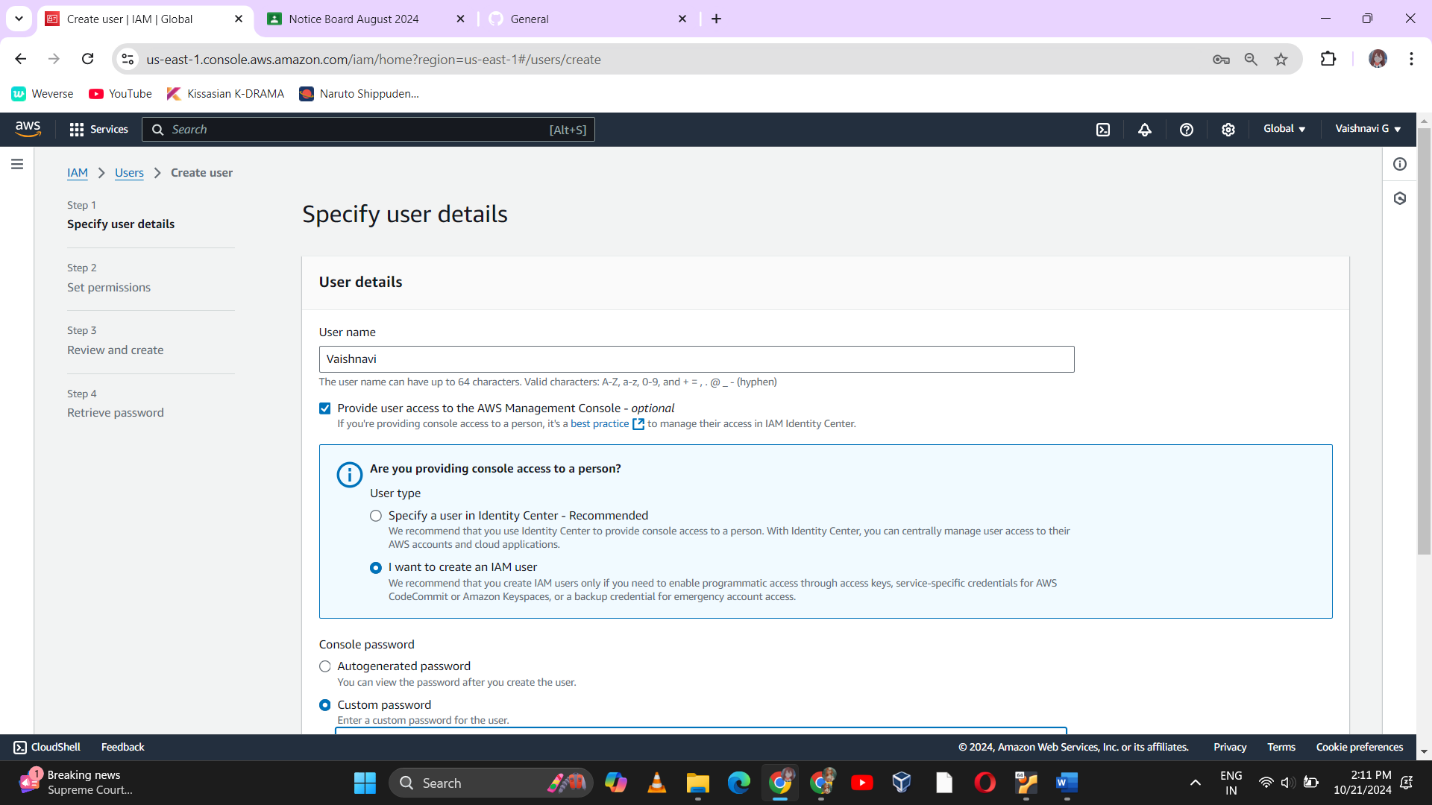 Create user | IAM | Global
Notice Board August 2024
General
us-east-1.console.aws.amazon.com/iam/home?region=us-east-1#/users/create
Weverse
YouTube
Kissasian K-DRAMA
Naruto Shippuden...
aws
Services
Search
[Alt+S]
Global
Vaishnavi G
IAM
Users
Create user
Step 1
Specify user details
Step 2
Set permissions
Step 3
Review and create
Step 4
Retrieve password
Specify user details
User details
User name
Vaishnavi
The user name can have up to 64 characters. Valid characters: A-Z, a-z, 0-9, and + = , . @ _ - (hyphen)
Provide user access to the AWS Management Console - optional
If you're providing console access to a person, it's a best practice to manage their access in IAM Identity Center.
Are you providing console access to a person?
User type
Specify a user in Identity Center - Recommended
We recommend that you use Identity Center to provide console access to a person. With Identity Center, you can centrally manage user access to their
AWS accounts and cloud applications.
I want to create an IAM user
We recommend that you create IAM users only if you need to enable programmatic access through access keys, service-specific credentials for AWS
CodeCommit or Amazon Keyspaces, or a backup credential for emergency account access.
Console password
Autogenerated password
You can view the password after you create the user.
Custom password
Enter a custom password for the user.
CloudShell
Feedback
© 2024, Amazon Web Services, Inc. or its affiliates.
Privacy
Terms
Cookie preferences
1
Breaking news
Supreme Court...
Search
ENG
IN
2:11 PM
10/21/2024